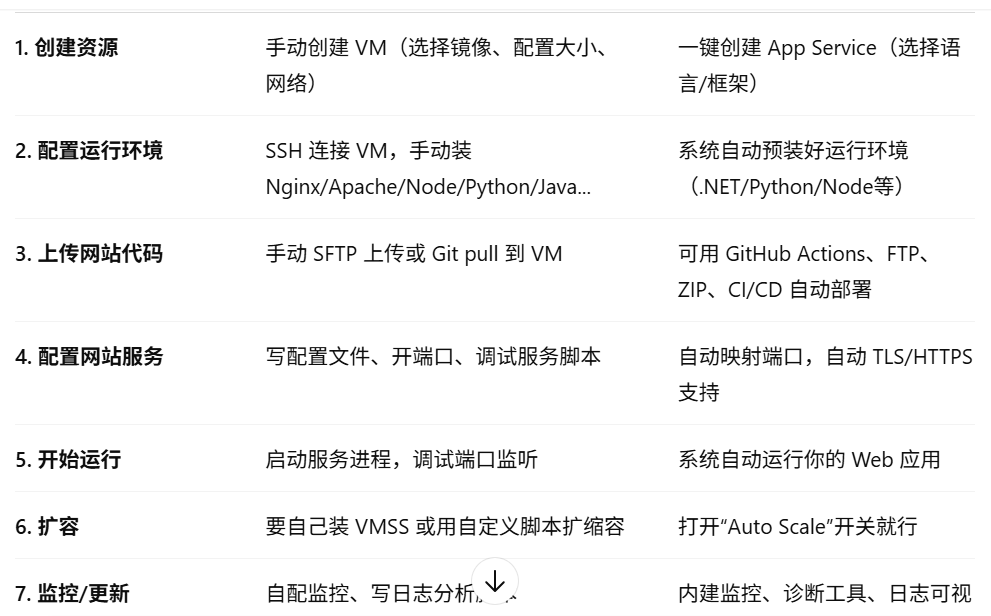 1. 创建资源
手动创建 VM（选择镜像、配置大小、
网络）
一键创建 App Service（选择语
言/框架）
2. 配置运行环境
SSH 连接 VM，手动装
Nginx/Apache/Node/Python/Java...
系统自动预装好运行环境
（.NET/Python/Node等）
3. 上传网站代码
手动 SFTP 上传或 Git pull 到 VM
可用 GitHub Actions、FTP、
ZIP、CI/CD 自动部署
4. 配置网站服务
写配置文件、开端口、调试服务脚本
自动映射端口，自动 TLS/HTTPS
支持
5. 开始运行
启动服务进程，调试端口监听
系统自动运行你的 Web 应用
6. 扩容
要自己装 VMSS 或用自定义脚本扩缩容
打开“Auto Scale”开关就行
7. 监控/更新
自配监控、写日志分析
内建监控、诊断工具、日志可视